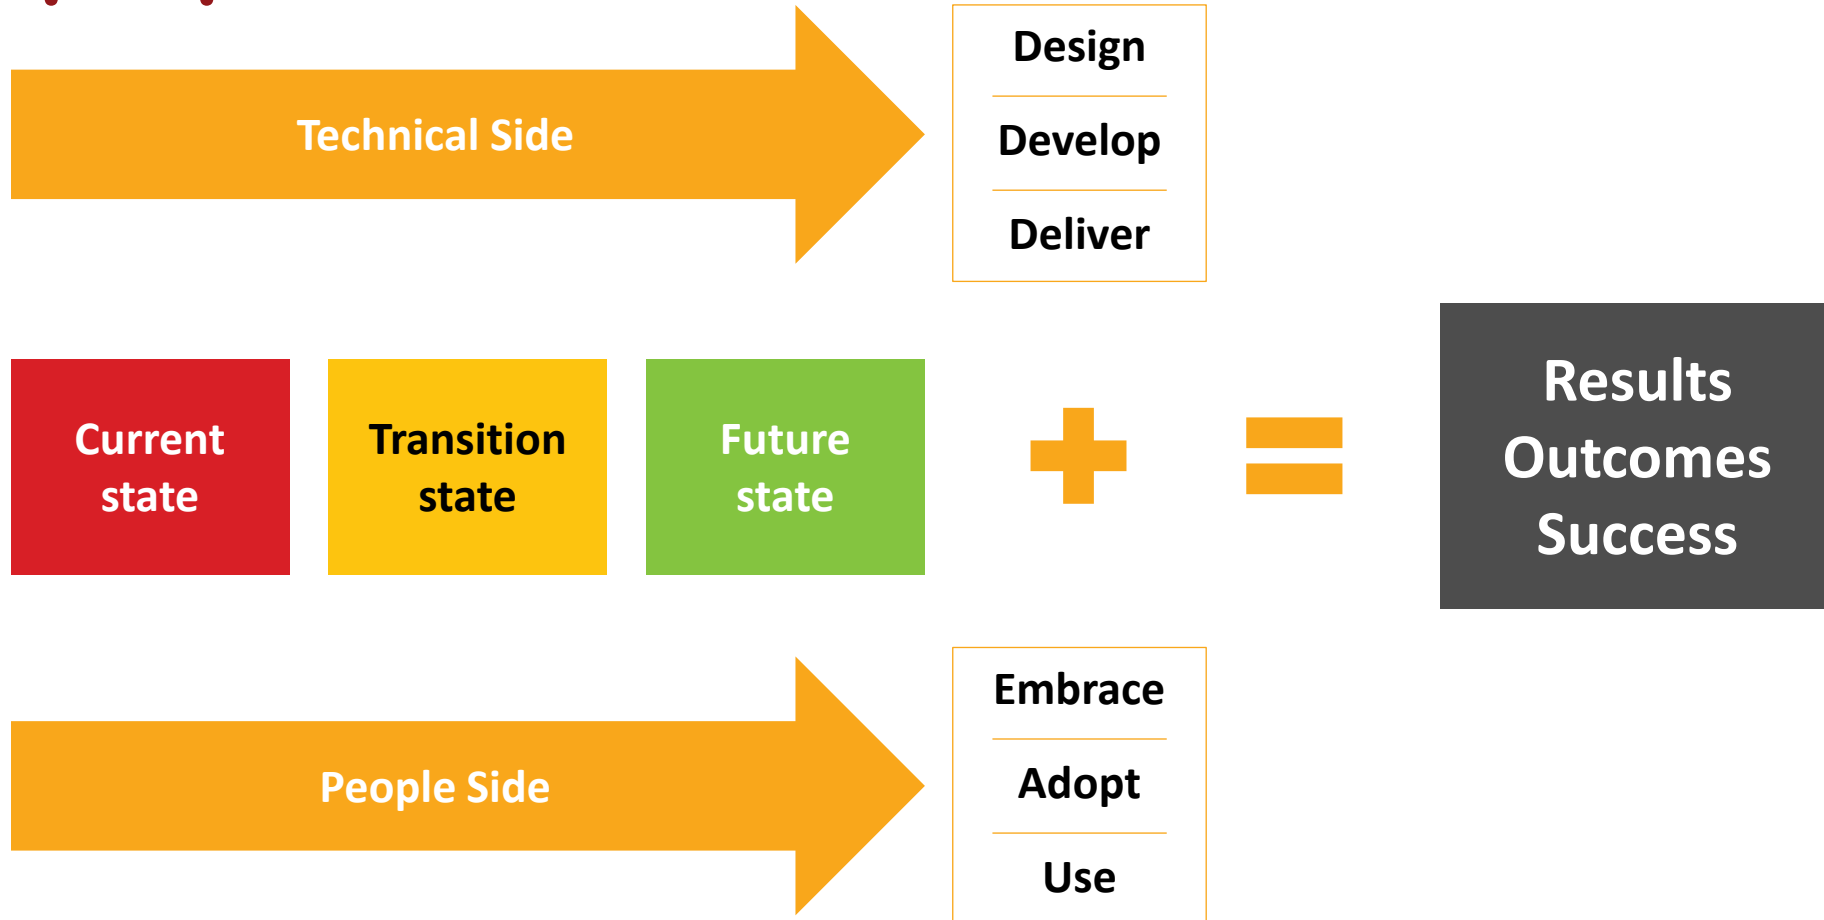 Technical Side
Design
Develop
Deliver
Current
state
Transition
state
Future
state
Results
Outcomes
Success
People Side
Embrace
Adopt
Use